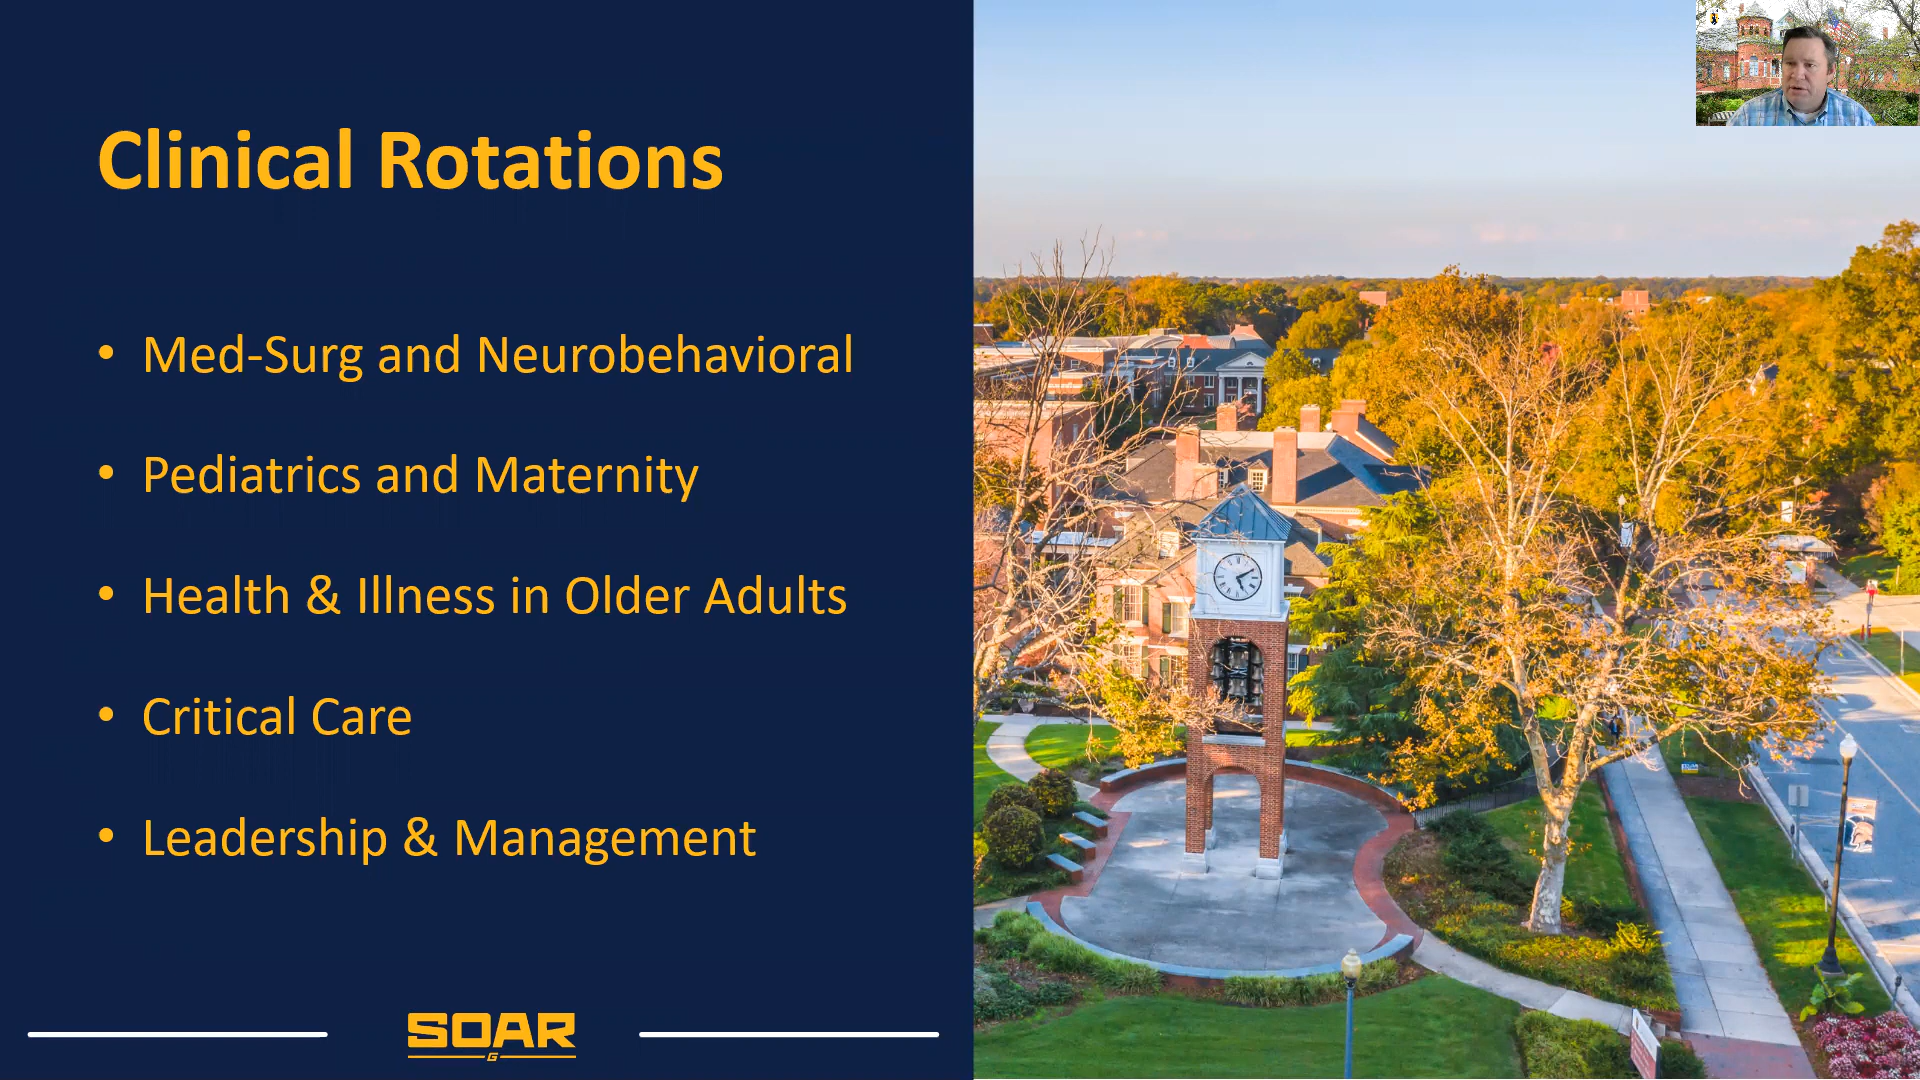 Clinical Rotations
• Med-Surg and Neurobehavioral
• Pediatrics and Maternity
• Health & Illness in Older Adults
• Critical Care
• Leadership & Management
SOAR
G